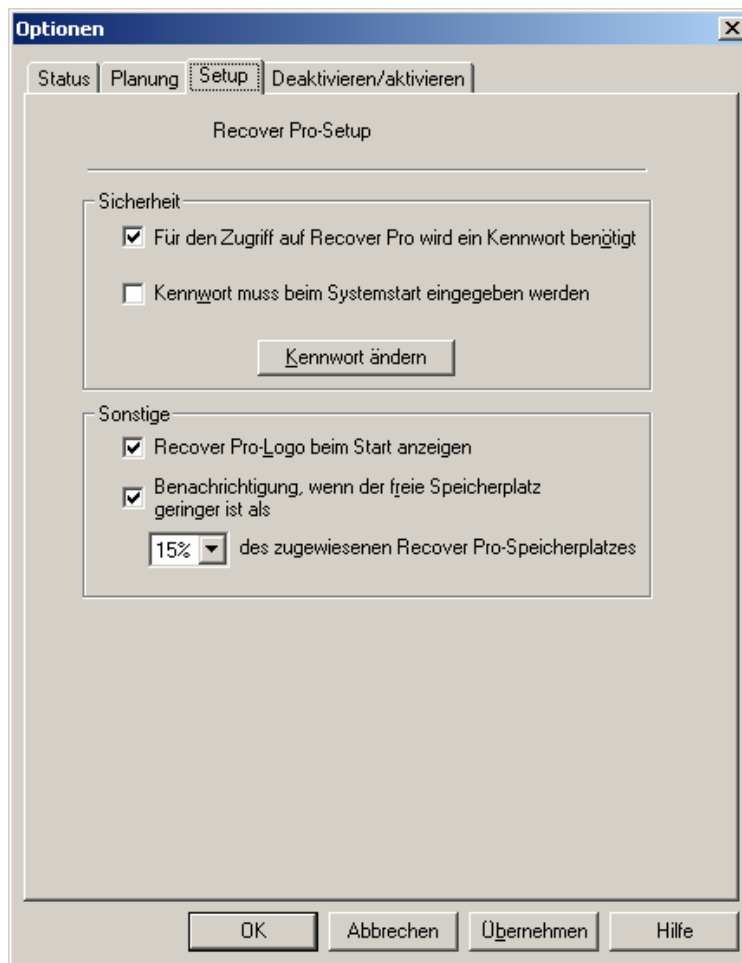 Optionen
Status Planung Setup Deaktivieren/aktivieren
Recover Pro-Setup
Sicherheit
Für den Zugriff auf Recover Pro wird ein Kennwort benötigt
Kennwort muss beim Systemstart eingegeben werden
Kennwort ändern
Sonstige
Recover Pro-Logo beim Start anzeigen
Benachrichtigung, wenn der freie Speicherplatz
geringer ist als
15% des zugewiesenen Recover Pro-Speicherplatzes
OK Abbrechen Übernehmen Hilfe